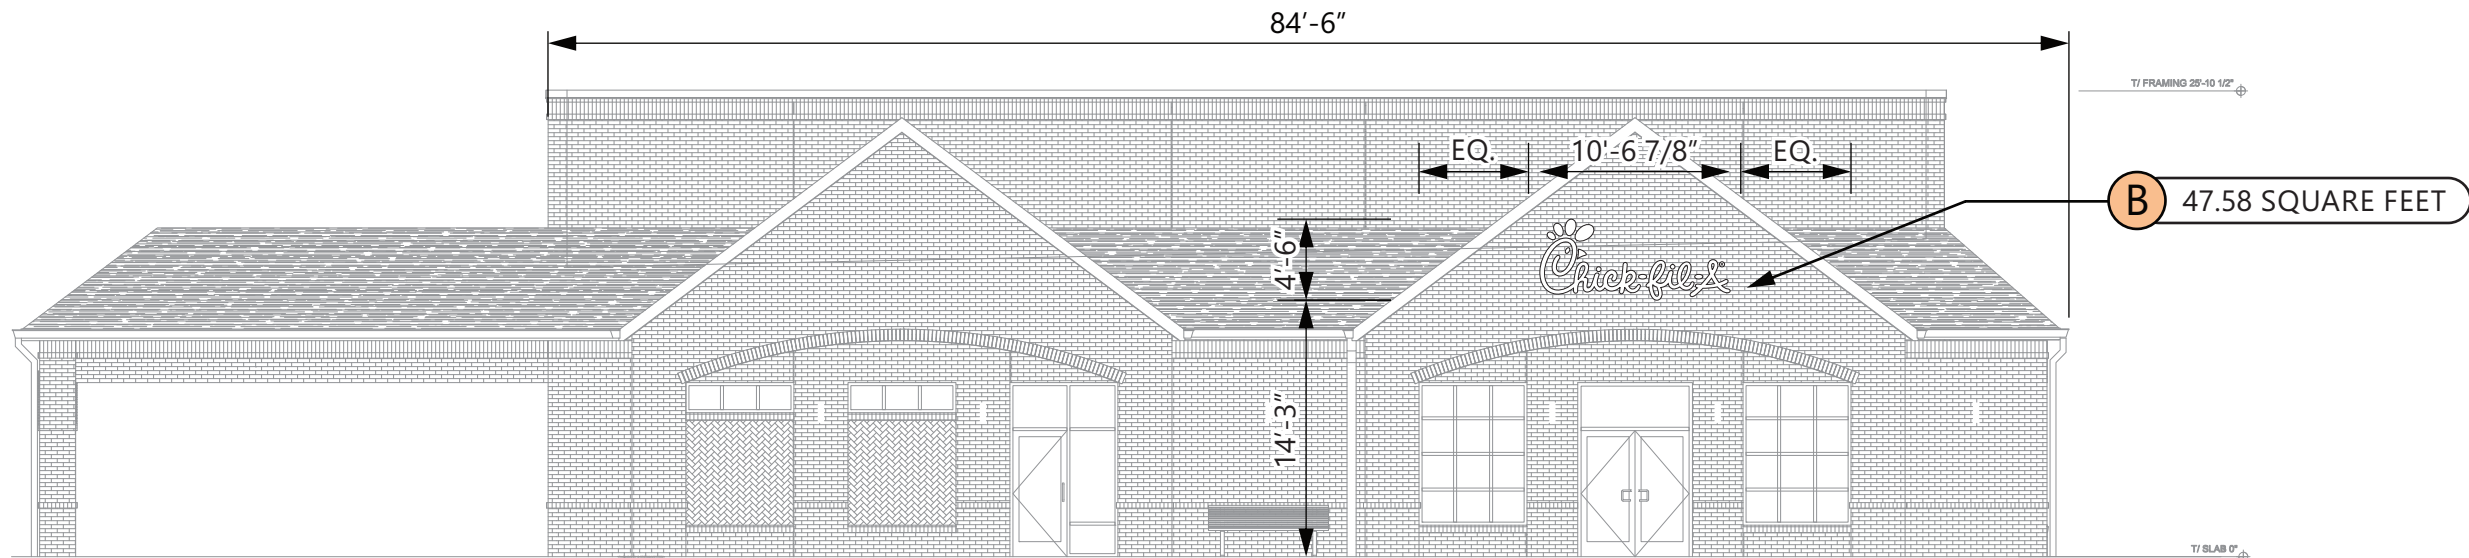 84'-6"
T/ FRAMING 25'-10 1/2"
EQ.
10'-6 7/8"
EQ.
B 47.58 SQUARE FEET
4'-6"
Chick-fil-A®
14'-3"
T/ SLAB 0"